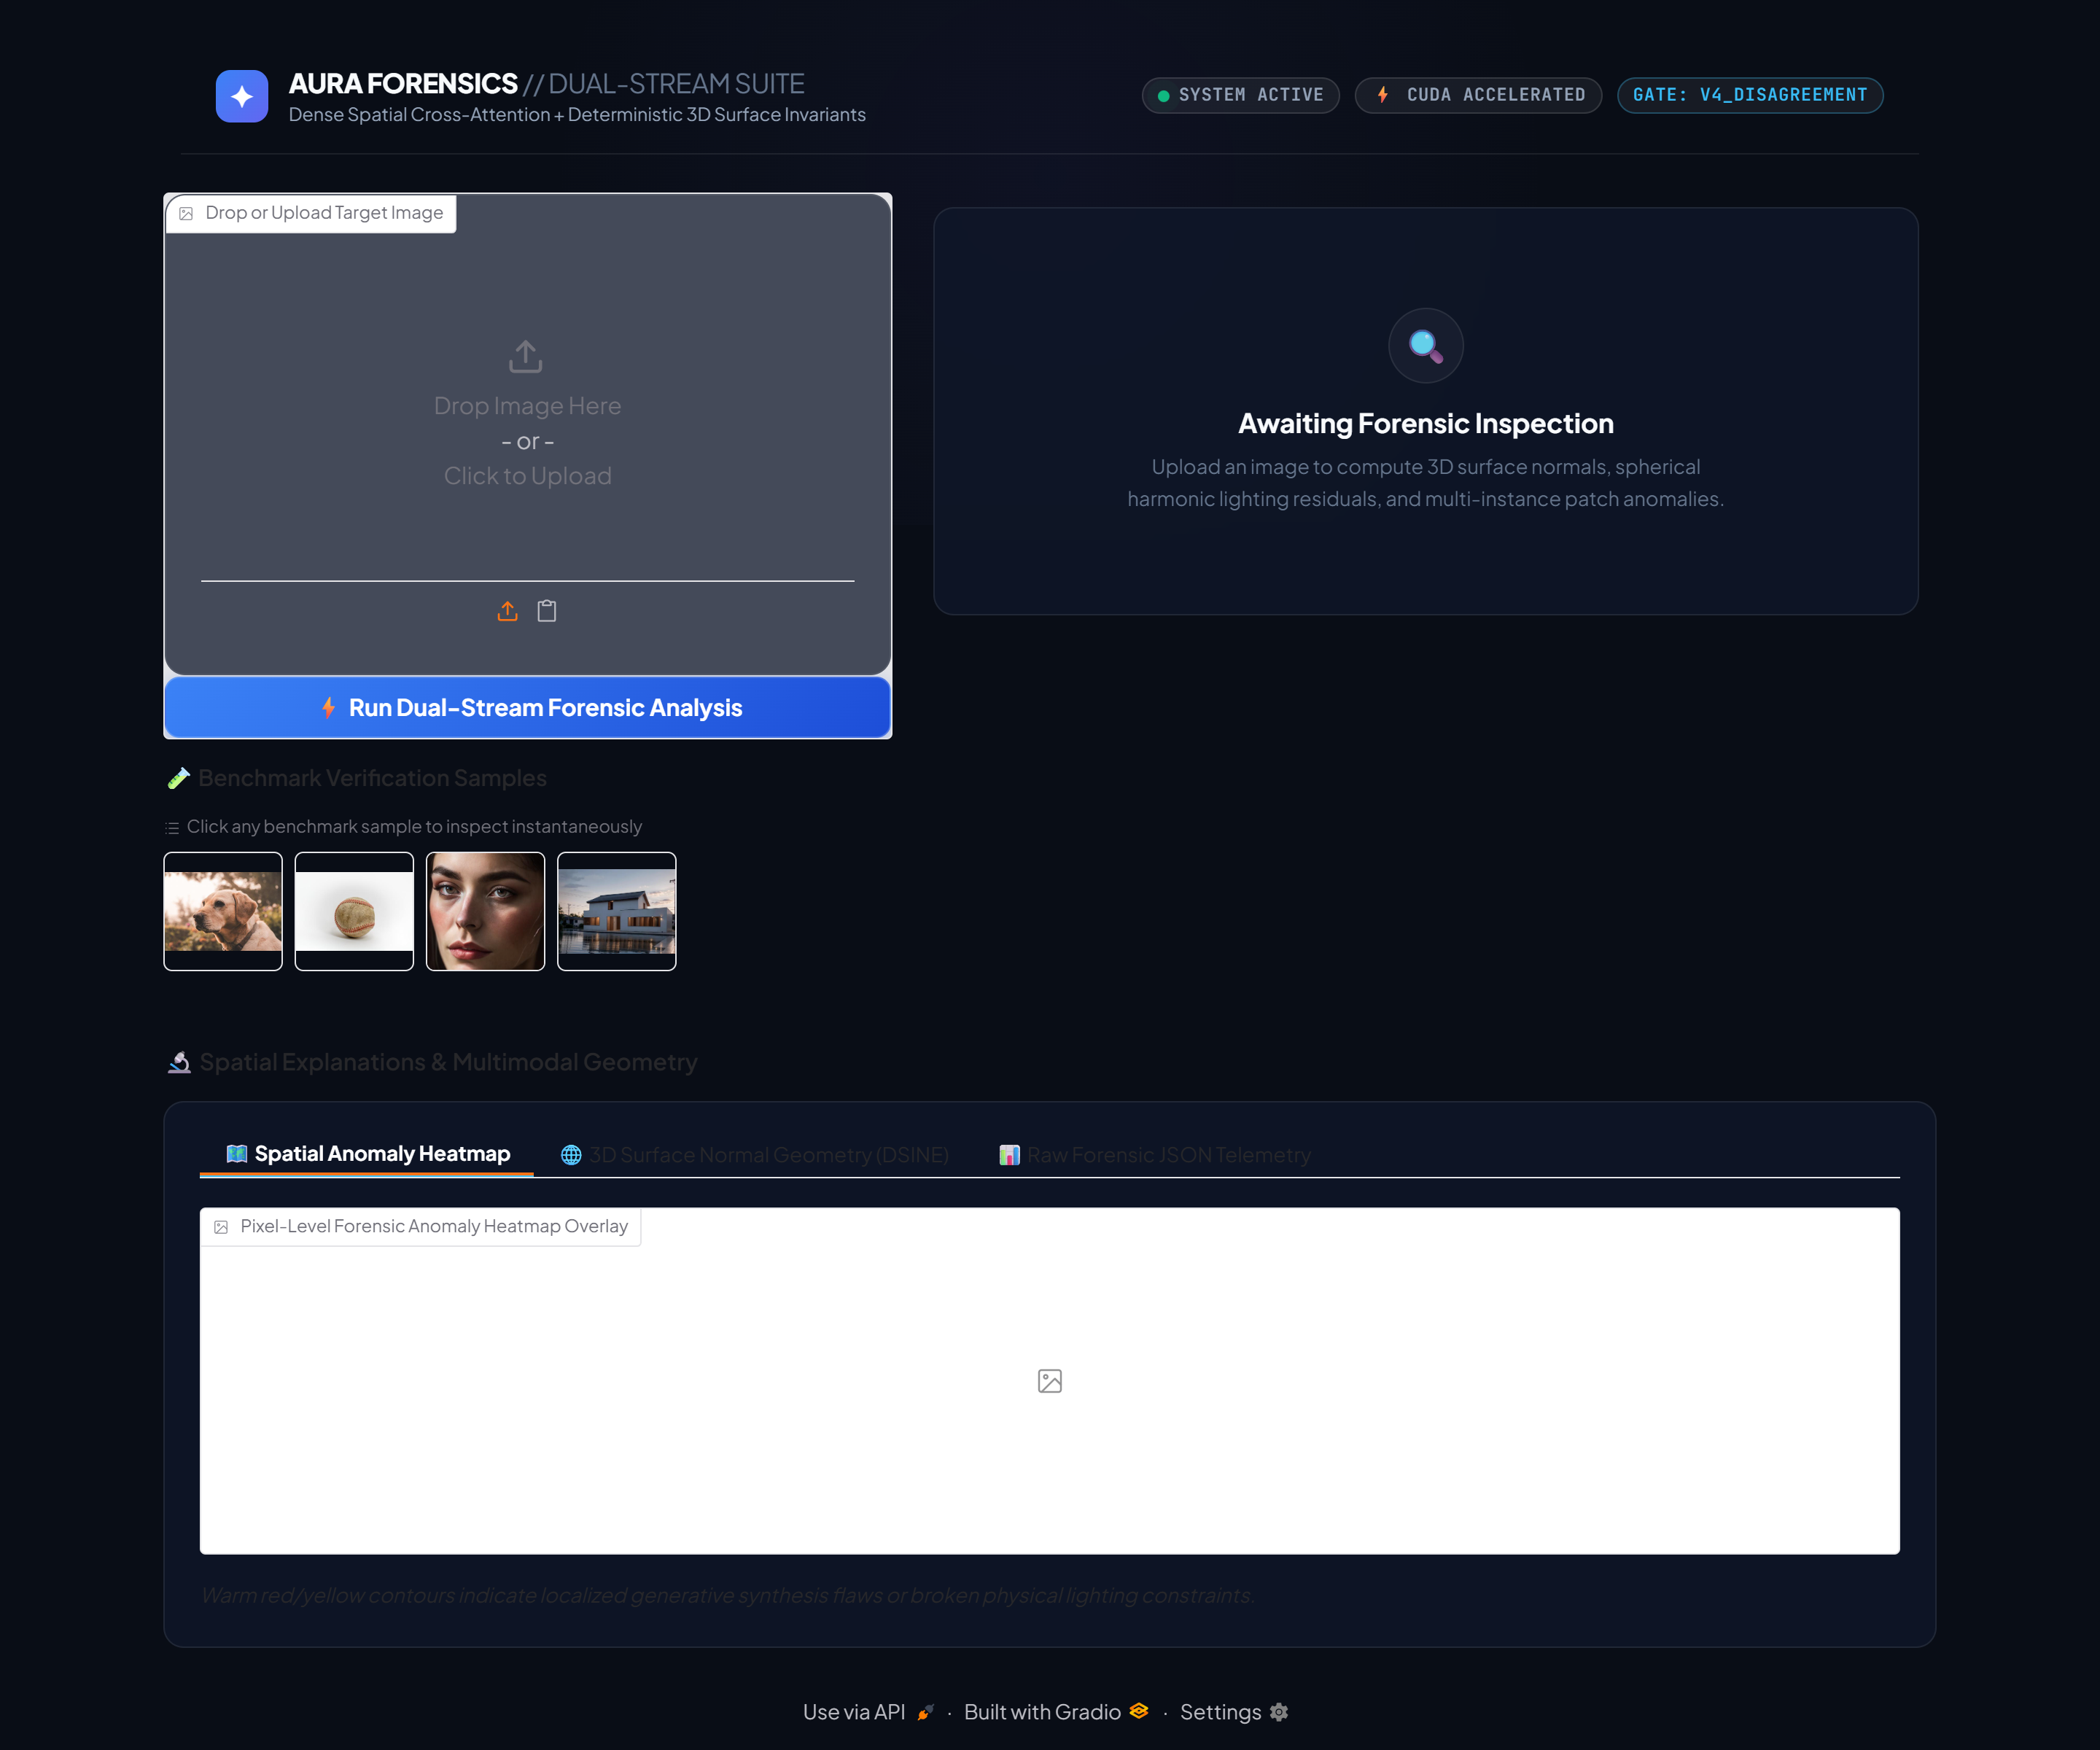 AURA FORENSICS // DUAL-STREAM SUITE
Dense Spatial Cross-Attention + Deterministic 3D Surface Invariants
SYSTEM ACTIVE
CUDA ACCELERATED
GATE: V4_DISAGREEMENT
Drop or Upload Target Image
Drop Image Here
- or -
Click to Upload
Run Dual-Stream Forensic Analysis
Awaiting Forensic Inspection
Upload an image to compute 3D surface normals, spherical
harmonic lighting residuals, and multi-instance patch anomalies.
Benchmark Verification Samples
Click any benchmark sample to inspect instantaneously
Spatial Explanations & Multimodal Geometry
Spatial Anomaly Heatmap
3D Surface Normal Geometry (DSINE)
Raw Forensic JSON Telemetry
Pixel-Level Forensic Anomaly Heatmap Overlay
Warm red/yellow contours indicate localized generative synthesis flaws or broken physical lighting constraints.
Use via API · Built with Gradio · Settings